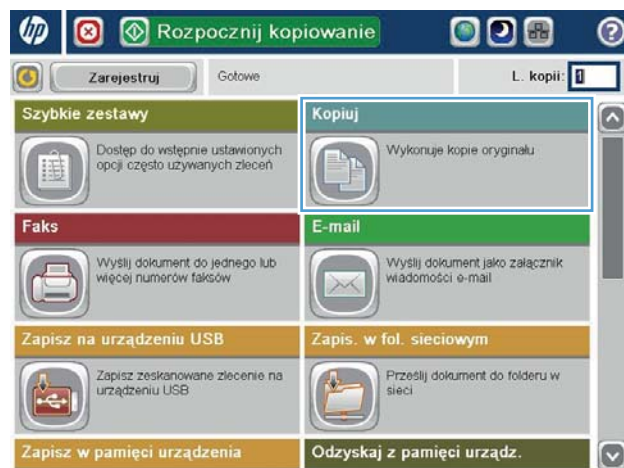 hp Rozpocznij kopiowanie ?
Zarejestruj Gotowe L. kopii: 1
Szybkie zestawy Kopiuj
Dostęp do wstępnie ustawionych Wykonuje kopie oryginału
opcji często używanych zleceń
Faks E-mail
Wyślij dokument do jednego lub Wyślij dokument jako załącznik
więcej numerów faksów wiadomości e-mail
Zapisz na urządzeniu USB Zapis. w fol. sieciowym
Zapisz zeskanowane zlecenie na Prześlij dokument do folderu w
urządzeniu USB sieci
Zapisz w pamięci urządzenia Odzyskaj z pamięci urządz.